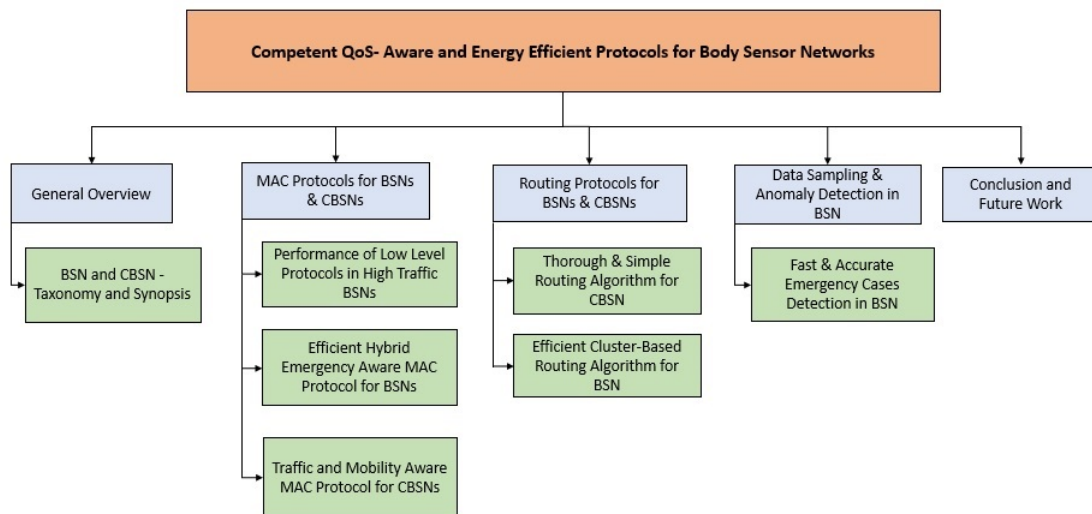 Competent QoS- Aware and Energy Efficient Protocols for Body Sensor Networks
General Overview
MAC Protocols for BSNs
& CBSNs
Routing Protocols for
BSNs & CBSNs
Data Sampling &
Anomaly Detection in
BSN
Conclusion and
Future Work
BSN and CBSN -
Taxonomy and Synopsis
Performance of Low Level
Protocols in High Traffic
BSNs
Efficient Hybrid
Emergency Aware MAC
Protocol for BSNs
Traffic and Mobility Aware
MAC Protocol for CBSNs
Thorough & Simple
Routing Algorithm for
CBSN
Efficient Cluster-Based
Routing Algorithm for
BSN
Fast & Accurate
Emergency Cases
Detection in BSN